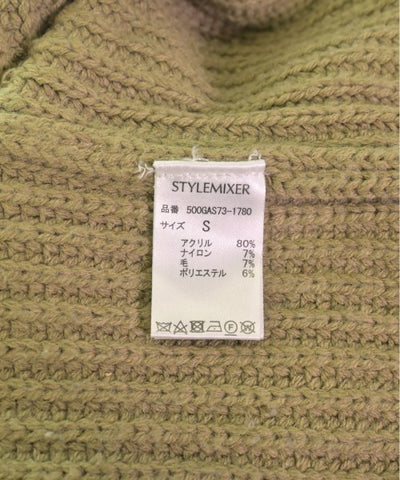 STYLEMIXER
品番 500GAS73-1780
サイズ S
アクリル 80%
ナイロン 7%
毛 7%
ポリエステル 6%